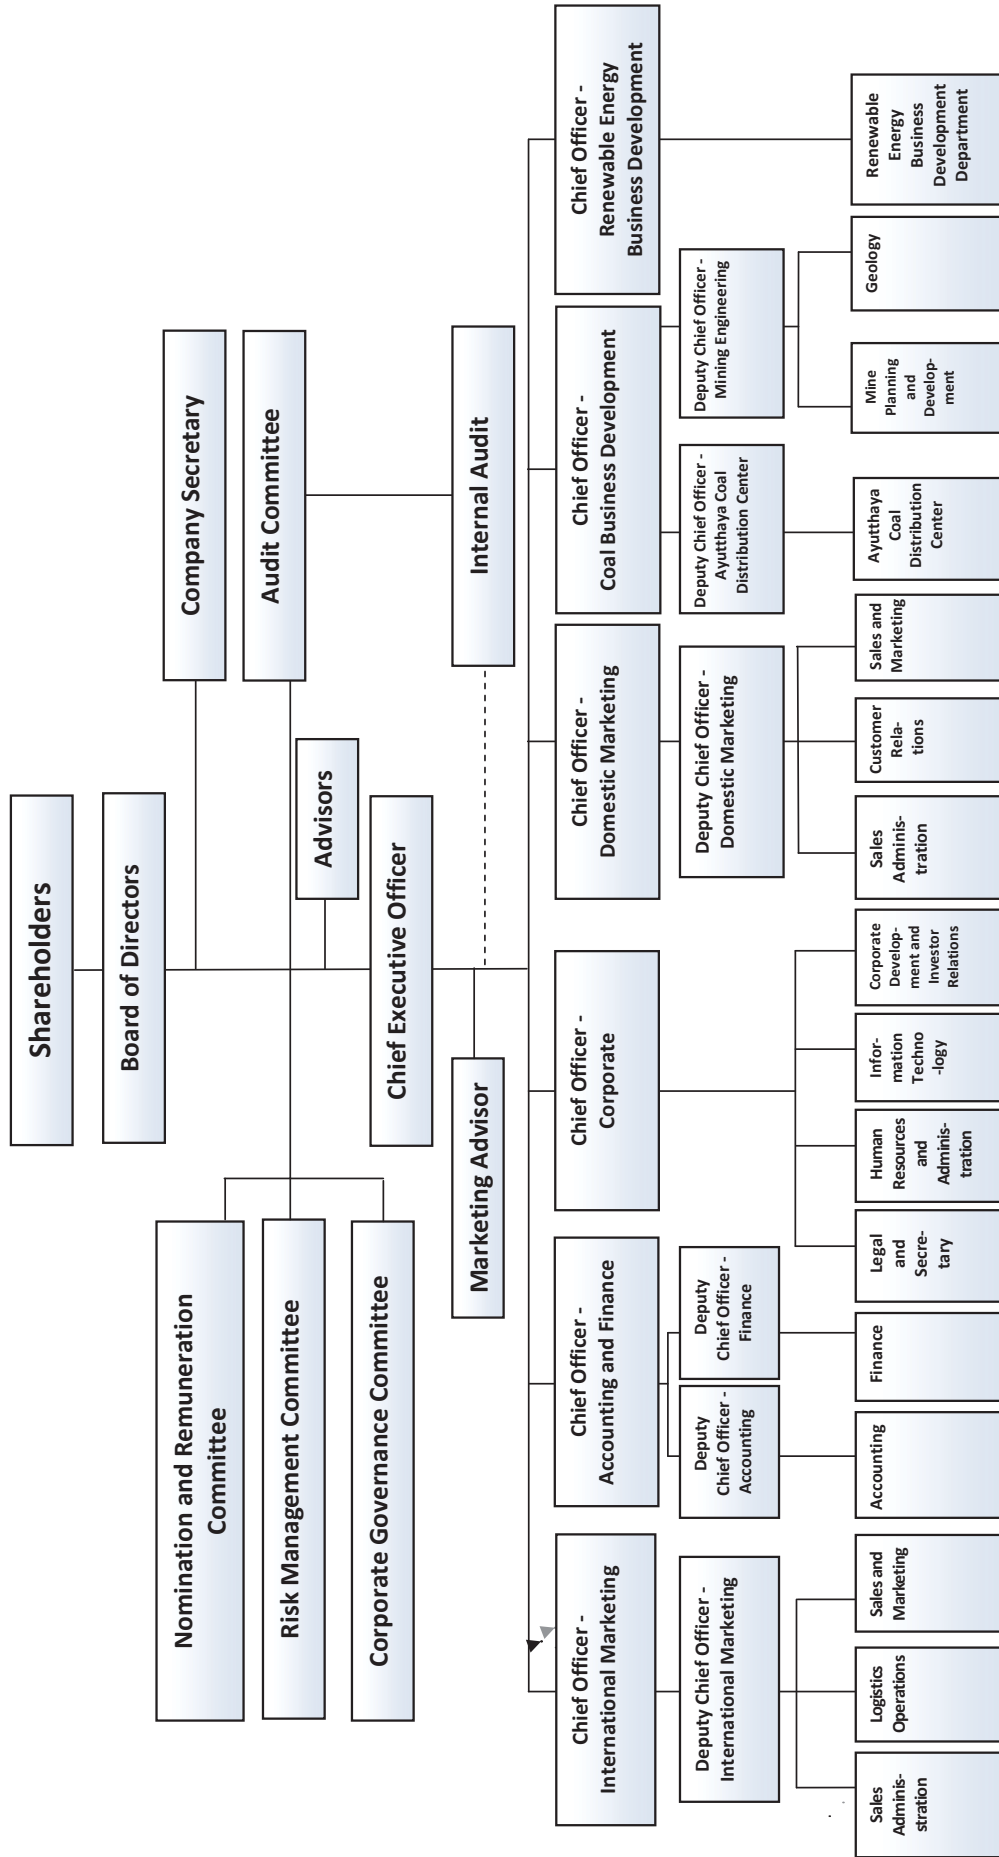 Shareholders
Board of Directors
Company Secretary
Audit Committee
Nomination and Remuneration
Committee
Risk Management Committee
Corporate Governance Committee
Advisors
Chief Executive Officer
Marketing Advisor
Internal Audit
Chief Officer -
International Marketing
Chief Officer -
Accounting and Finance
Chief Officer -
Corporate
Chief Officer -
Domestic Marketing
Chief Officer -
Coal Business Development
Chief Officer -
Renewable Energy
Business Development
Deputy Chief Officer -
International Marketing
Deputy
Chief Officer -
Accounting
Deputy
Chief Officer -
Finance
Deputy Chief Officer -
Domestic Marketing
Deputy Chief Officer -
Ayutthaya Coal
Distribution Center
Deputy Chief Officer -
Mining Engineering
Sales
Adminis-
stration
Logistics
Operations
Sales and
Marketing
Accounting
Finance
Legal
and
Secre-
tary
Human
Resources
and
Adminis-
tration
Infor-
mation
Techno
-logy
Corporate
Develop-
ment and
Investor
Relations
Sales
Adminis-
tration
Customer
Rela-
tions
Sales and
Marketing
Ayutthaya
Coal
Distribution
Center
Mine
Planning
and
Develop-
ment
Geology
Renewable
Energy
Business
Development
Department